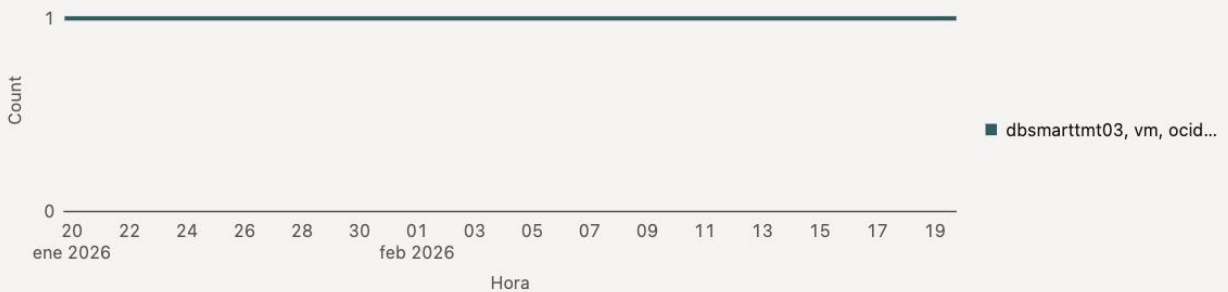 1
Count
0
dbsmarttmt03, vm, ocid...
20 22 24 26 28 30 01 03 05 07 09 11 13 15 17 19
ene 2026 feb 2026
Hora